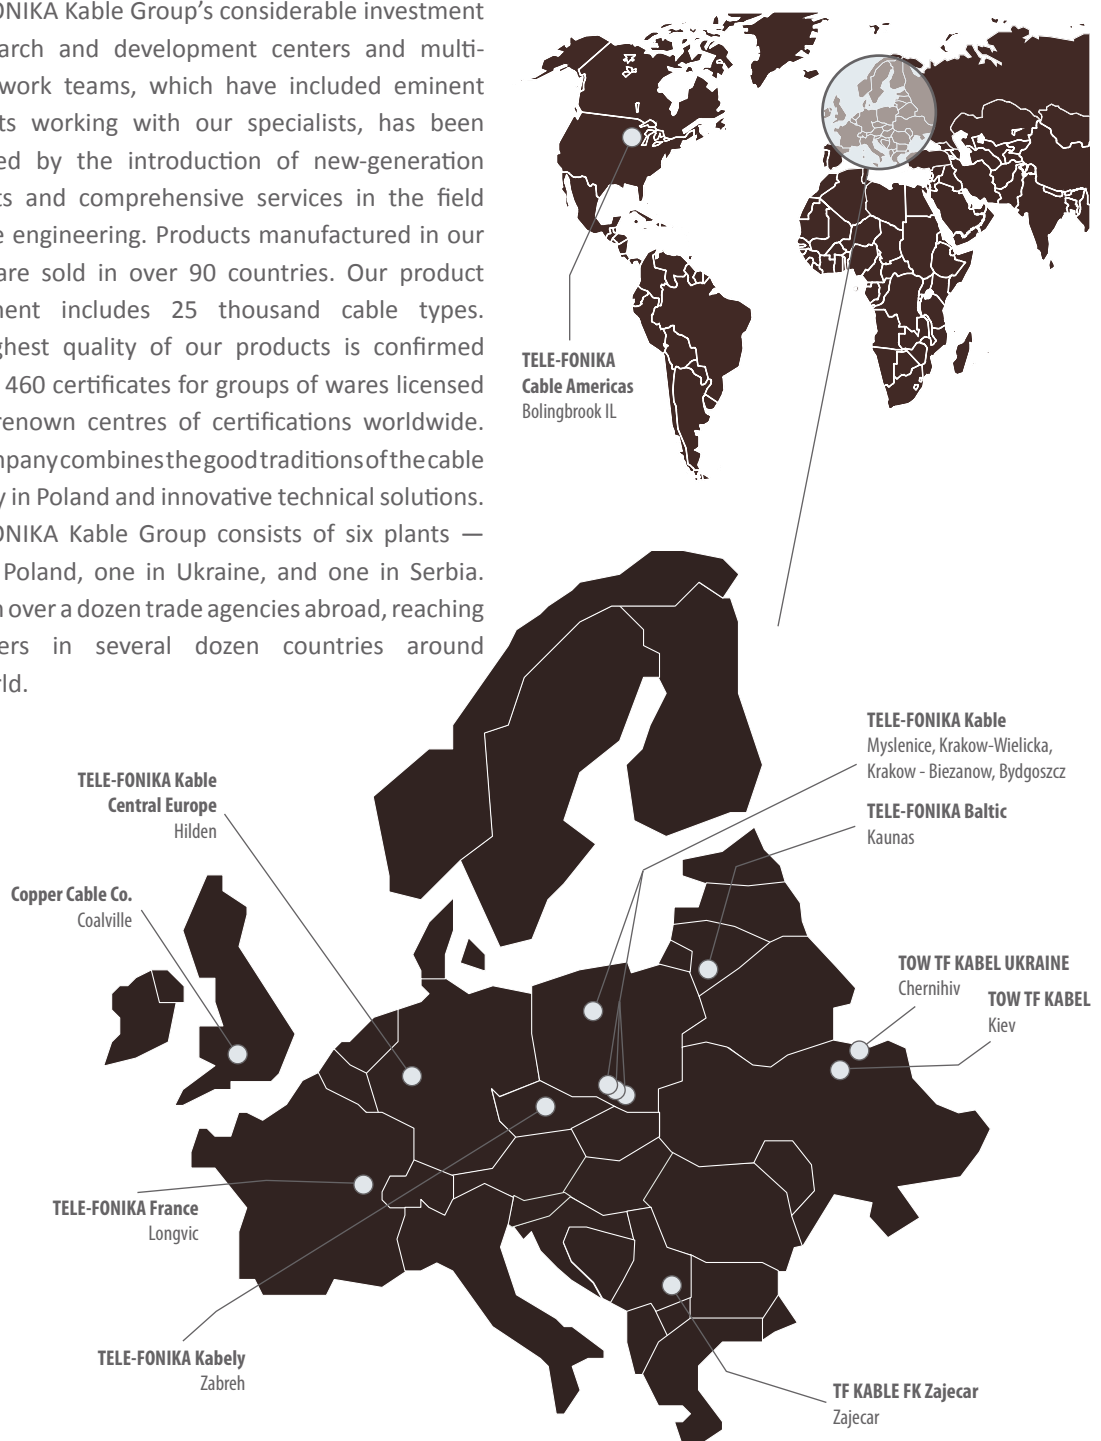 ONIKA Kable Group's considerable investment
arch and development centers and multi-
work teams, which have included eminent
ts working with our specialists, has been
ed by the introduction of new-generation
ts and comprehensive services in the field
e engineering. Products manufactured in our
are sold in over 90 countries. Our product
ment includes 25 thousand cable types.
ghest quality of our products is confirmed
460 certificates for groups of wares licensed
renown centres of certifications worldwide.
mpany combines the good traditions of the cable
y in Poland and innovative technical solutions.
ONIKA Kable Group consists of six plants —
Poland, one in Ukraine, and one in Serbia.
n over a dozen trade agencies abroad, reaching
ers in several dozen countries around
rld.
TELE-FONIKA
Cable Americas
Bolingbrook IL
TELE-FONIKA Kable
Myslenice, Krakow-Wielicka,
Krakow - Biezanow, Bydgoszcz
TELE-FONIKA Kable
Central Europe
Hilden
TELE-FONIKA Baltic
Kaunas
Copper Cable Co.
Coalville
TOW TF KABEL UKRAINE
Chernihiv
TOW TF KABEL
Kiev
TELE-FONIKA France
Longvic
TELE-FONIKA Kabely
Zabreh
TF KABLE FK Zajecar
Zajecar